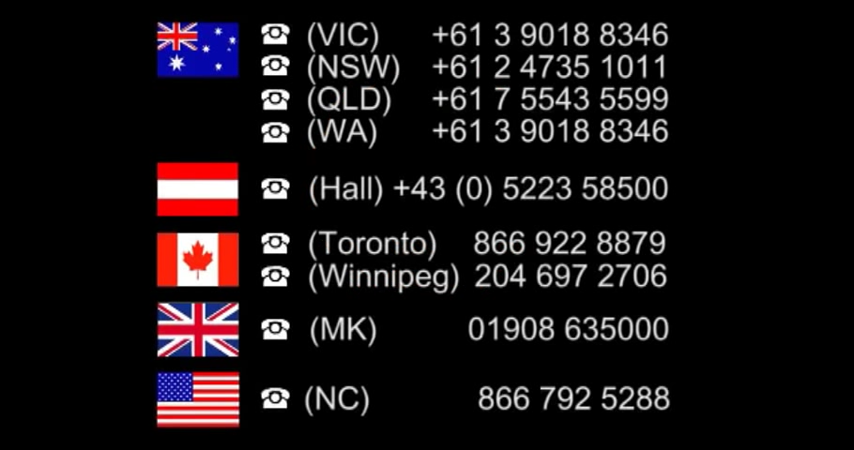 (VIC) +61 3 9018 8346
(NSW) +61 2 4735 1011
(QLD) +61 7 5543 5599
(WA) +61 3 9018 8346
(Hall) +43 (0) 5223 58500
(Toronto) 866 922 8879
(Winnipeg) 204 697 2706
(MK) 01908 635000
(NC) 866 792 5288